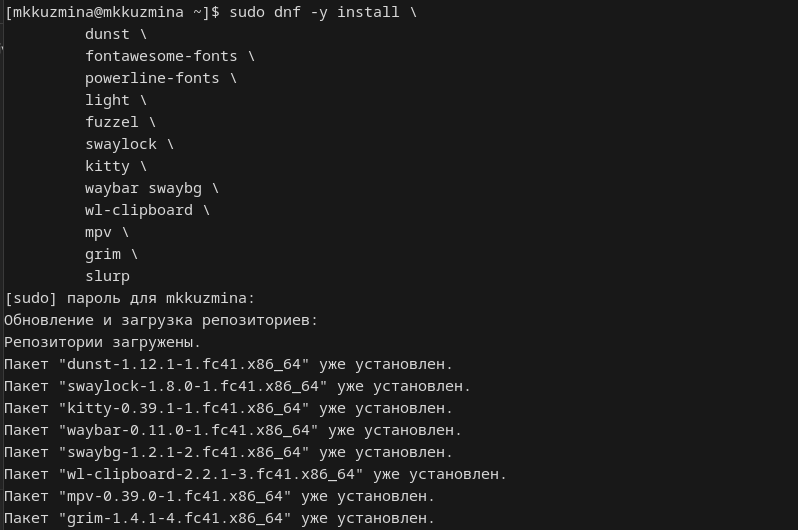 [mkkuzmina@mkkuzmina ~]$ sudo dnf -y install \
dunst \
fontawesome-fonts \
powerline-fonts \
light \
fuzzel \
swaylock \
kitty \
waybar swaybg \
wl-clipboard \
mpv \
grim \
slurp
[sudo] пароль для mkkuzmina:
Обновление и загрузка репозиториев:
Репозитории загружены.
Пакет "dunst-1.12.1-1.fc41.x86_64" уже установлен.
Пакет "swaylock-1.8.0-1.fc41.x86_64" уже установлен.
Пакет "kitty-0.39.1-1.fc41.x86_64" уже установлен.
Пакет "waybar-0.11.0-1.fc41.x86_64" уже установлен.
Пакет "swaybg-1.2.1-2.fc41.x86_64" уже установлен.
Пакет "wl-clipboard-2.2.1-3.fc41.x86_64" уже установлен.
Пакет "mpv-0.39.0-1.fc41.x86_64" уже установлен.
Пакет "grim-1.4.1-4.fc41.x86_64" уже установлен.